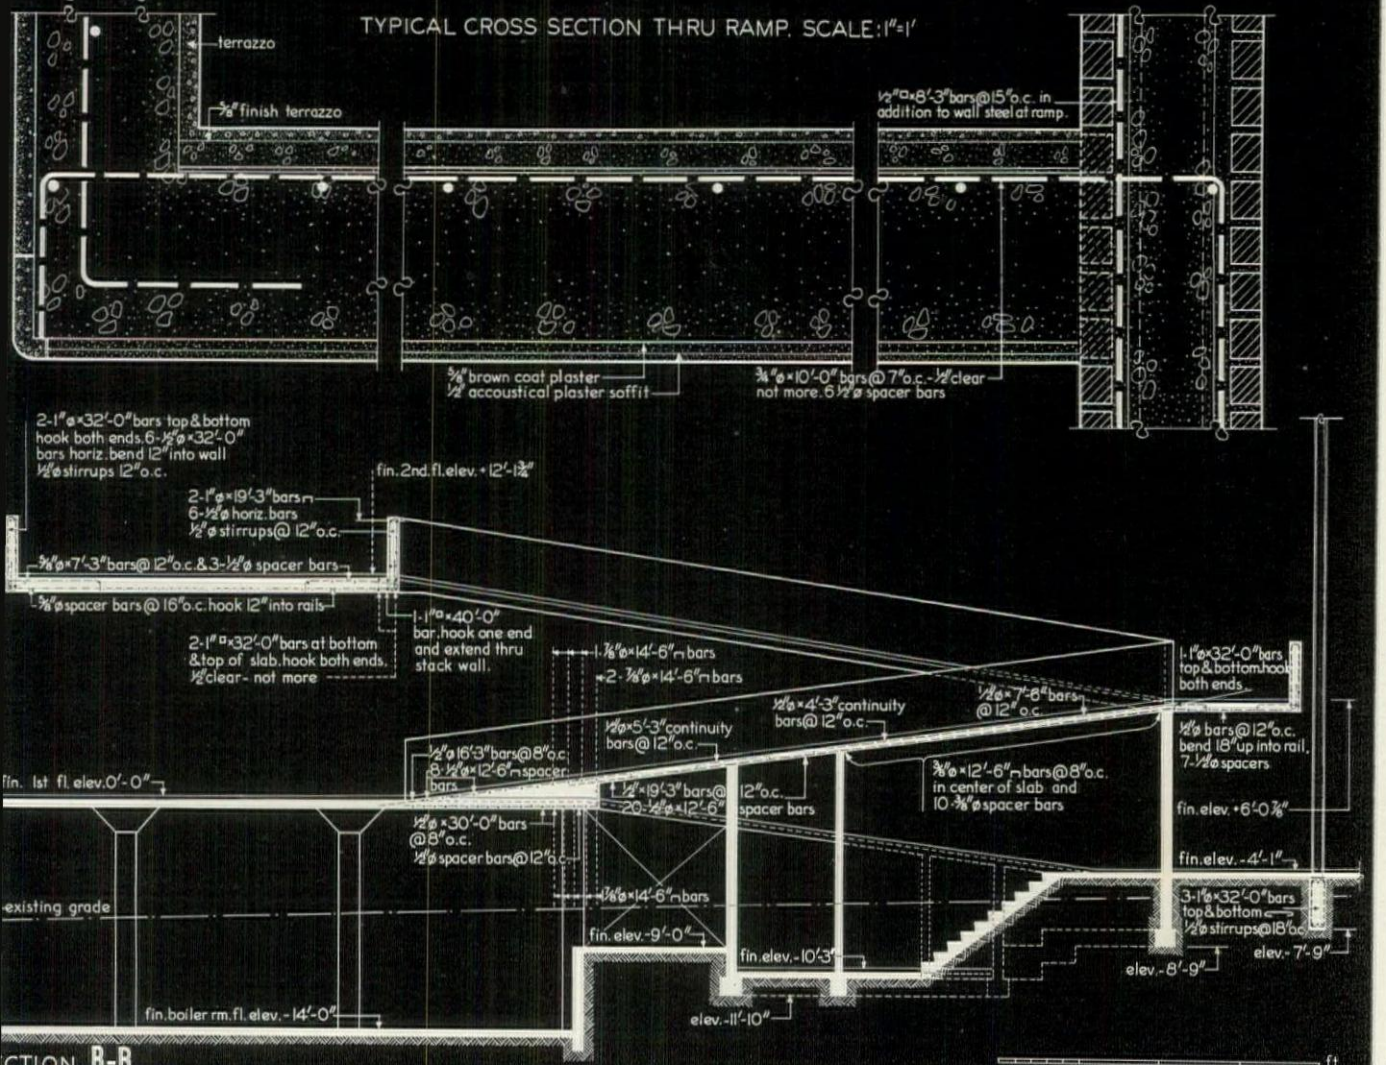 TYPICAL CROSS SECTION THRU RAMP. SCALE:1"=1'
terrazzo
⅝" finish terrazzo
½"□×8'-3"bars@15"o.c. in
addition to wall steel at ramp.
⅝" brown coat plaster
½" accoustical plaster soffit
¾"ø×10'-0" bars@ 7"o.c.-½"clear
not more. 6 ½"ø spacer bars
2-1"ø×32'-0"bars top & bottom
hook both ends. 6-½"ø×32'-0"
bars horiz. bend 12" into wall
½"ø stirrups 12"o.c.
fin. 2nd. fl. elev. +12'-1¾"
2-1"ø×19'-3"bars
6-½"ø horiz. bars
½"ø stirrups@ 12"o.c.
⅝"ø×7'-3"bars@ 12"o.c.&3-½"ø spacer bars
⅝"ø spacer bars@ 16"o.c. hook 12" into rails
2-1"□×32'-0"bars at bottom
& top of slab. hook both ends.
½"clear- not more
1-1"□×40'-0"
bar, hook one end
and extend thru
stack wall.
1-⅞"ø×14'-6" bars
2-⅞"ø×14'-6" bars
1-1"ø×32'-0"bars
top & bottom.hook
both ends
½"ø×5'-3"continuity
bars@ 12"o.c.
½"ø×4'-3"continuity
bars@ 12"o.c.
½"ø×7'-6"bars
@ 12"o.c.
½"ø bars@ 12"o.c.
bend 18"up into rail.
7-½"ø spacers
½"ø 16'-3"bars@8"o.c.
8-½"ø×12'-6" spacer
bars
fin. 1st fl. elev. 0'-0"
½"×19'-3"bars@ 12"o.c.
20-½"ø×12'-6" spacer bars
⅜"ø×12'-6" bars@8"o.c.
in center of slab and
10-⅜"ø spacer bars
fin. elev. +6'-0⅞"
½"ø×30'-0"bars
@8"o.c.
½"ø spacer bars@ 12"o.c.
fin. elev. -4'-1"
⅞"ø×14'-6" bars
existing grade
3-1"ø×32'-0"bars
top & bottom
½"ø stirrups@18"o.c.
fin. elev.-9'-0"
fin. elev.-10'-3"
elev.-8'-9"
elev.-7'-9"
fin. boiler rm. fl. elev. -14'-0"
elev.-11'-10"
ECTION B-B
ft